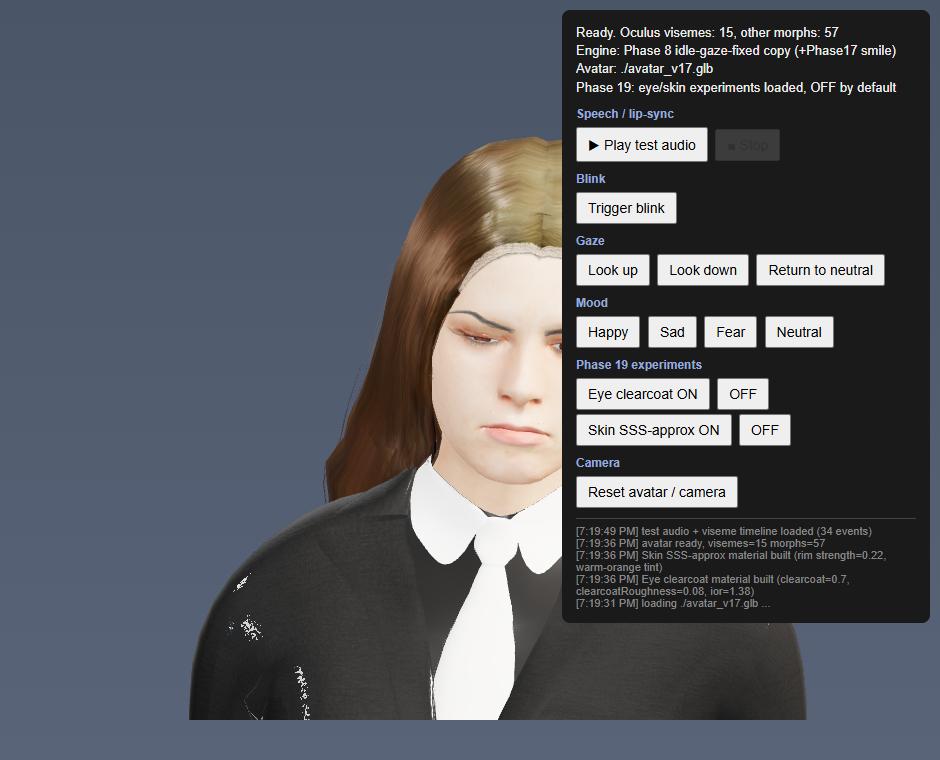 Ready. Oculus visemes: 15, other morphs: 57
Engine: Phase 8 idle-gaze-fixed copy (+Phase17 smile)
Avatar: ./avatar_v17.glb
Phase 19: eye/skin experiments loaded, OFF by default
Speech / lip-sync
▶ Play test audio ■ Stop
Blink
Trigger blink
Gaze
Look up Look down Return to neutral
Mood
Happy Sad Fear Neutral
Phase 19 experiments
Eye clearcoat ON OFF
Skin SSS-approx ON OFF
Camera
Reset avatar / camera
[7:19:49 PM] test audio + viseme timeline loaded (34 events)
[7:19:36 PM] avatar ready, visemes=15 morphs=57
[7:19:36 PM] Skin SSS-approx material built (rim strength=0.22,
warm-orange tint)
[7:19:36 PM] Eye clearcoat material built (clearcoat=0.7,
clearcoatRoughness=0.08, ior=1.38)
[7:19:31 PM] loading ./avatar_v17.glb ...